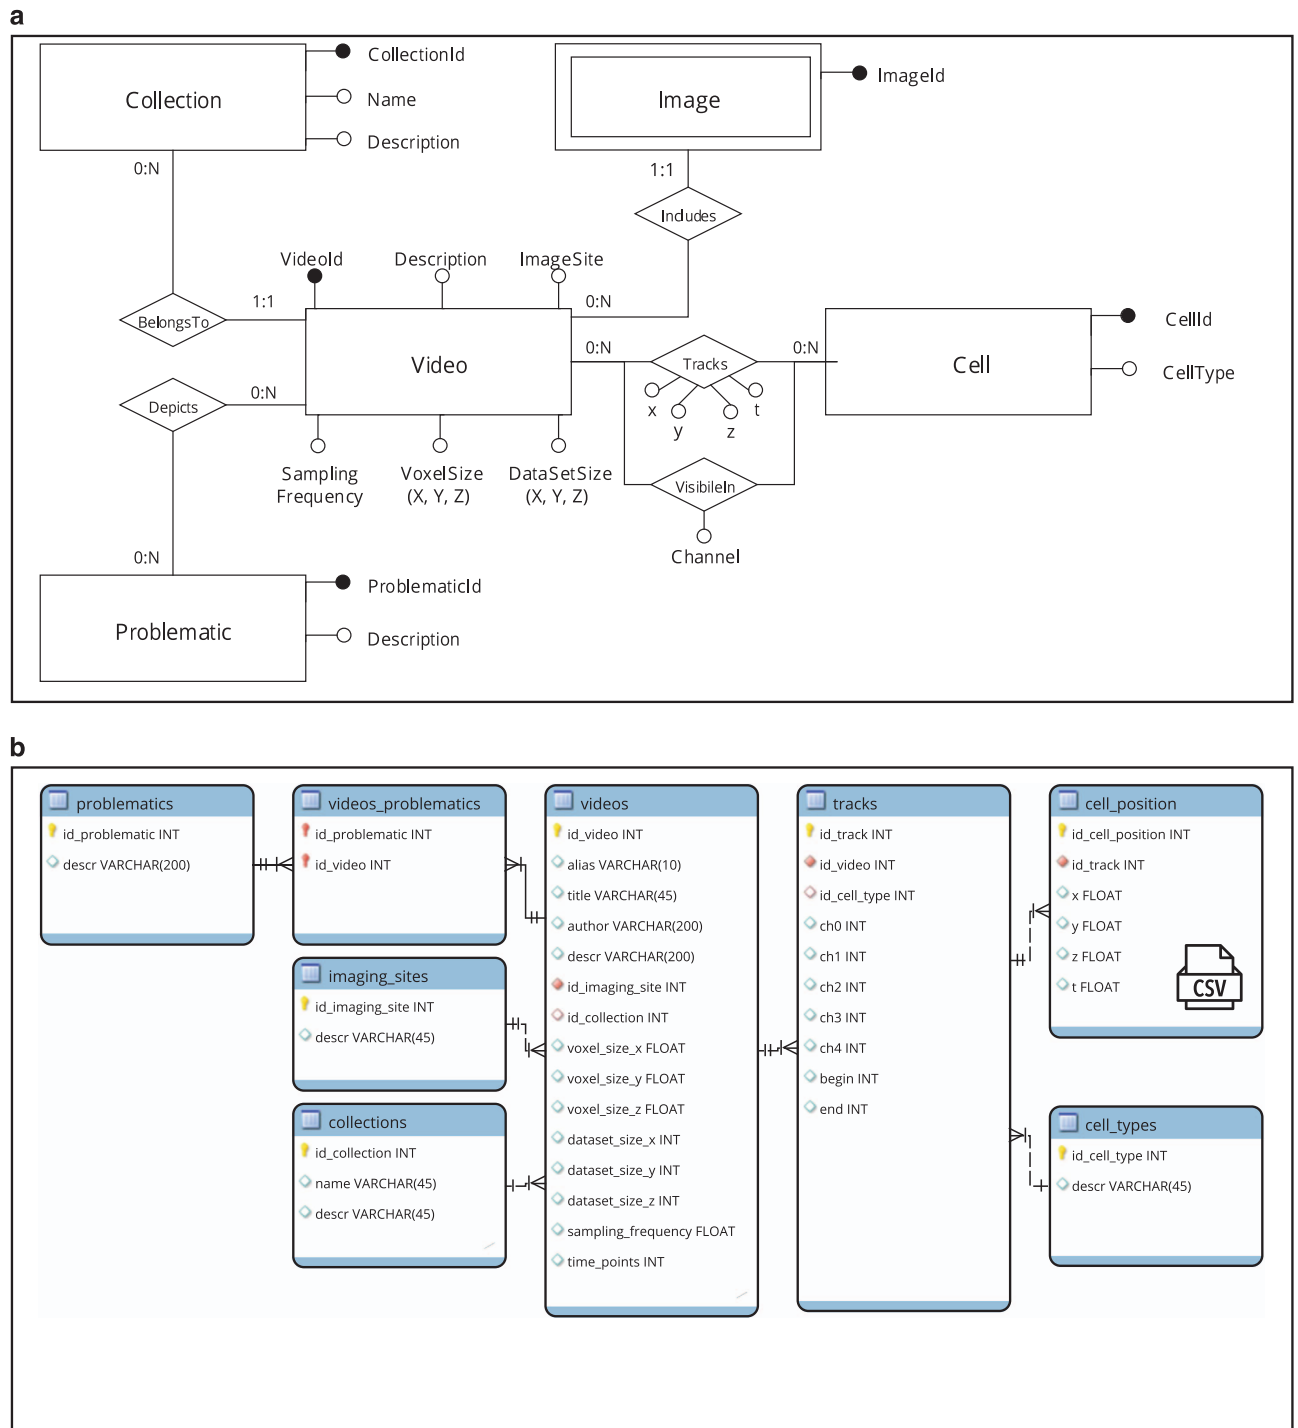 a
Collection
CollectionId
Name
Description
0:N
Image
ImageId
1:1
Includes
VideoId
Description
ImageSite
0:N
BelongsTo
1:1
Video
0:N
Tracks
0:N
x
y
z
t
Cell
CellId
CellType
Depicts
0:N
Sampling
Frequency
VoxelSize
(X, Y, Z)
DataSetSize
(X, Y, Z)
VisibileIn
Channel
0:N
Problematic
ProblematicId
Description
b
problematics
id_problematic INT
descr VARCHAR(200)
videos_problematics
id_problematic INT
id_video INT
imaging_sites
id_imaging_site INT
descr VARCHAR(45)
collections
id_collection INT
name VARCHAR(45)
descr VARCHAR(45)
videos
id_video INT
alias VARCHAR(10)
title VARCHAR(45)
author VARCHAR(200)
descr VARCHAR(200)
id_imaging_site INT
id_collection INT
voxel_size_x FLOAT
voxel_size_y FLOAT
voxel_size_z FLOAT
dataset_size_x INT
dataset_size_y INT
dataset_size_z INT
sampling_frequency FLOAT
time_points INT
tracks
id_track INT
id_video INT
id_cell_type INT
ch0 INT
ch1 INT
ch2 INT
ch3 INT
ch4 INT
begin INT
end INT
cell_position
id_cell_position INT
id_track INT
x FLOAT
y FLOAT
z FLOAT
t FLOAT
CSV
cell_types
id_cell_type INT
descr VARCHAR(45)